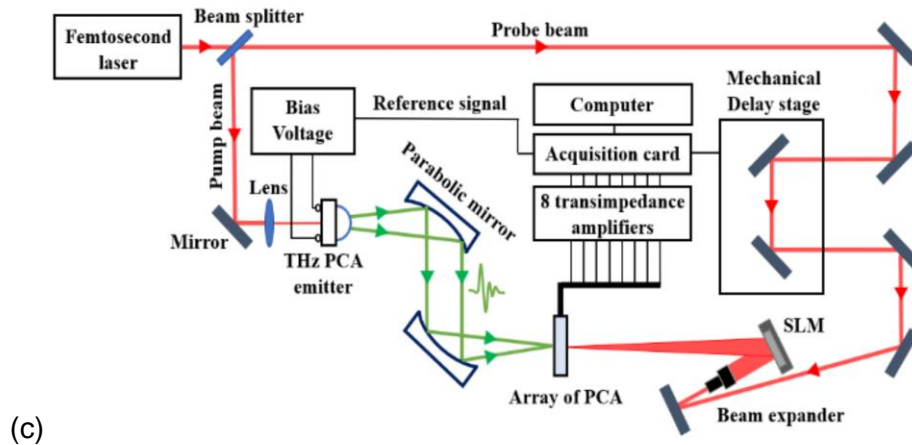 Beam splitter
Femtosecond
laser
Probe beam
Mechanical
Delay stage
Pump beam
Bias
Voltage
Reference signal
Computer
Acquisition card
8 transimpedance
amplifiers
Lens
Parabolic mirror
Mirror
THz PCA
emitter
SLM
Array of PCA
Beam expander
(c)